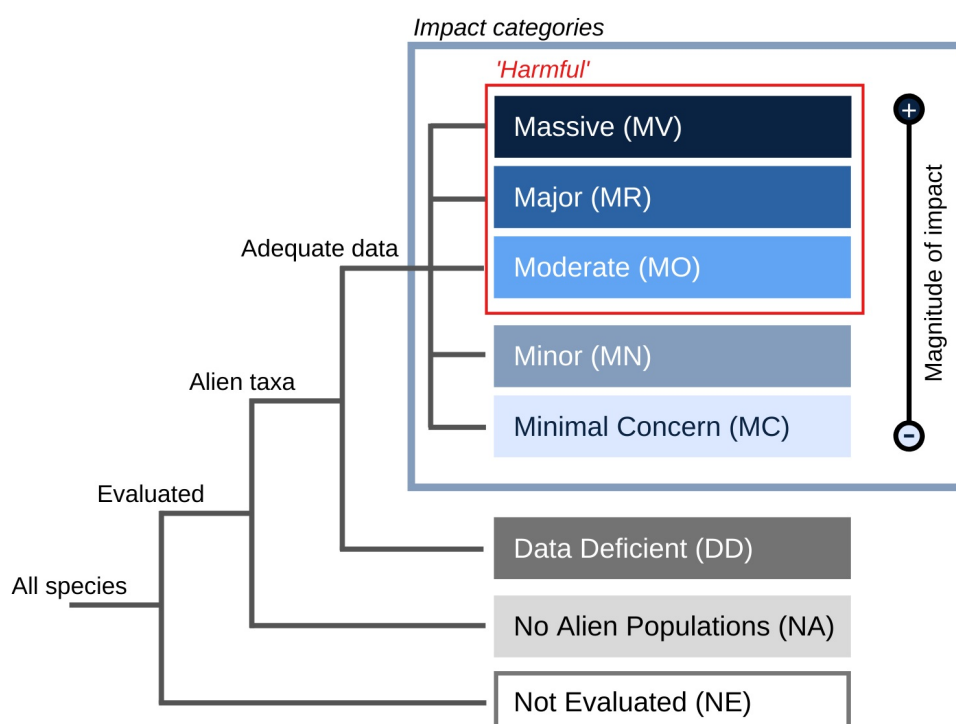 Impact categories
'Harmful'
Massive (MV)
+
Major (MR)
Adequate data
Moderate (MO)
Magnitude of impact
Minor (MN)
Alien taxa
Minimal Concern (MC)
-
Evaluated
Data Deficient (DD)
All species
No Alien Populations (NA)
Not Evaluated (NE)